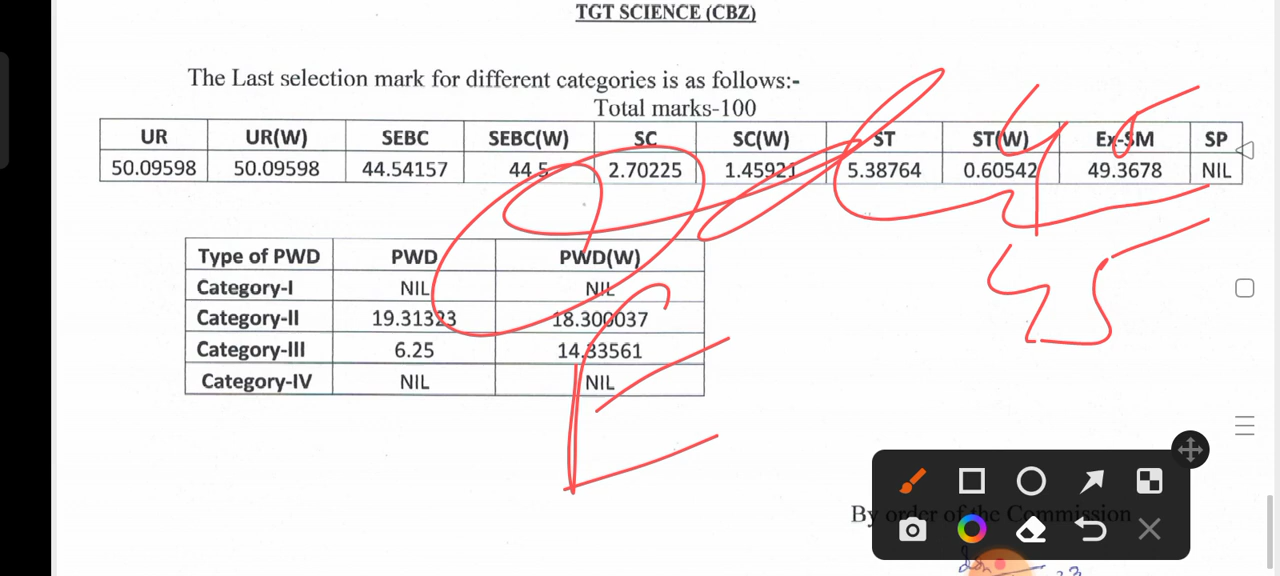 TGT SCIENCE (CBZ)
The Last selection mark for different categories is as follows:-
Total marks-100
UR UR(W) SEBC SEBC(W) SC SC(W) ST ST(W) Ex-SM SP
50.09598 50.09598 44.54157 44.5 2.70225 1.45921 5.38764 0.60542 49.3678 NIL
Type of PWD PWD PWD(W)
Category-I NIL NIL
Category-II 19.31323 18.300037
Category-III 6.25 14.33561
Category-IV NIL NIL
45
By order of the Commission